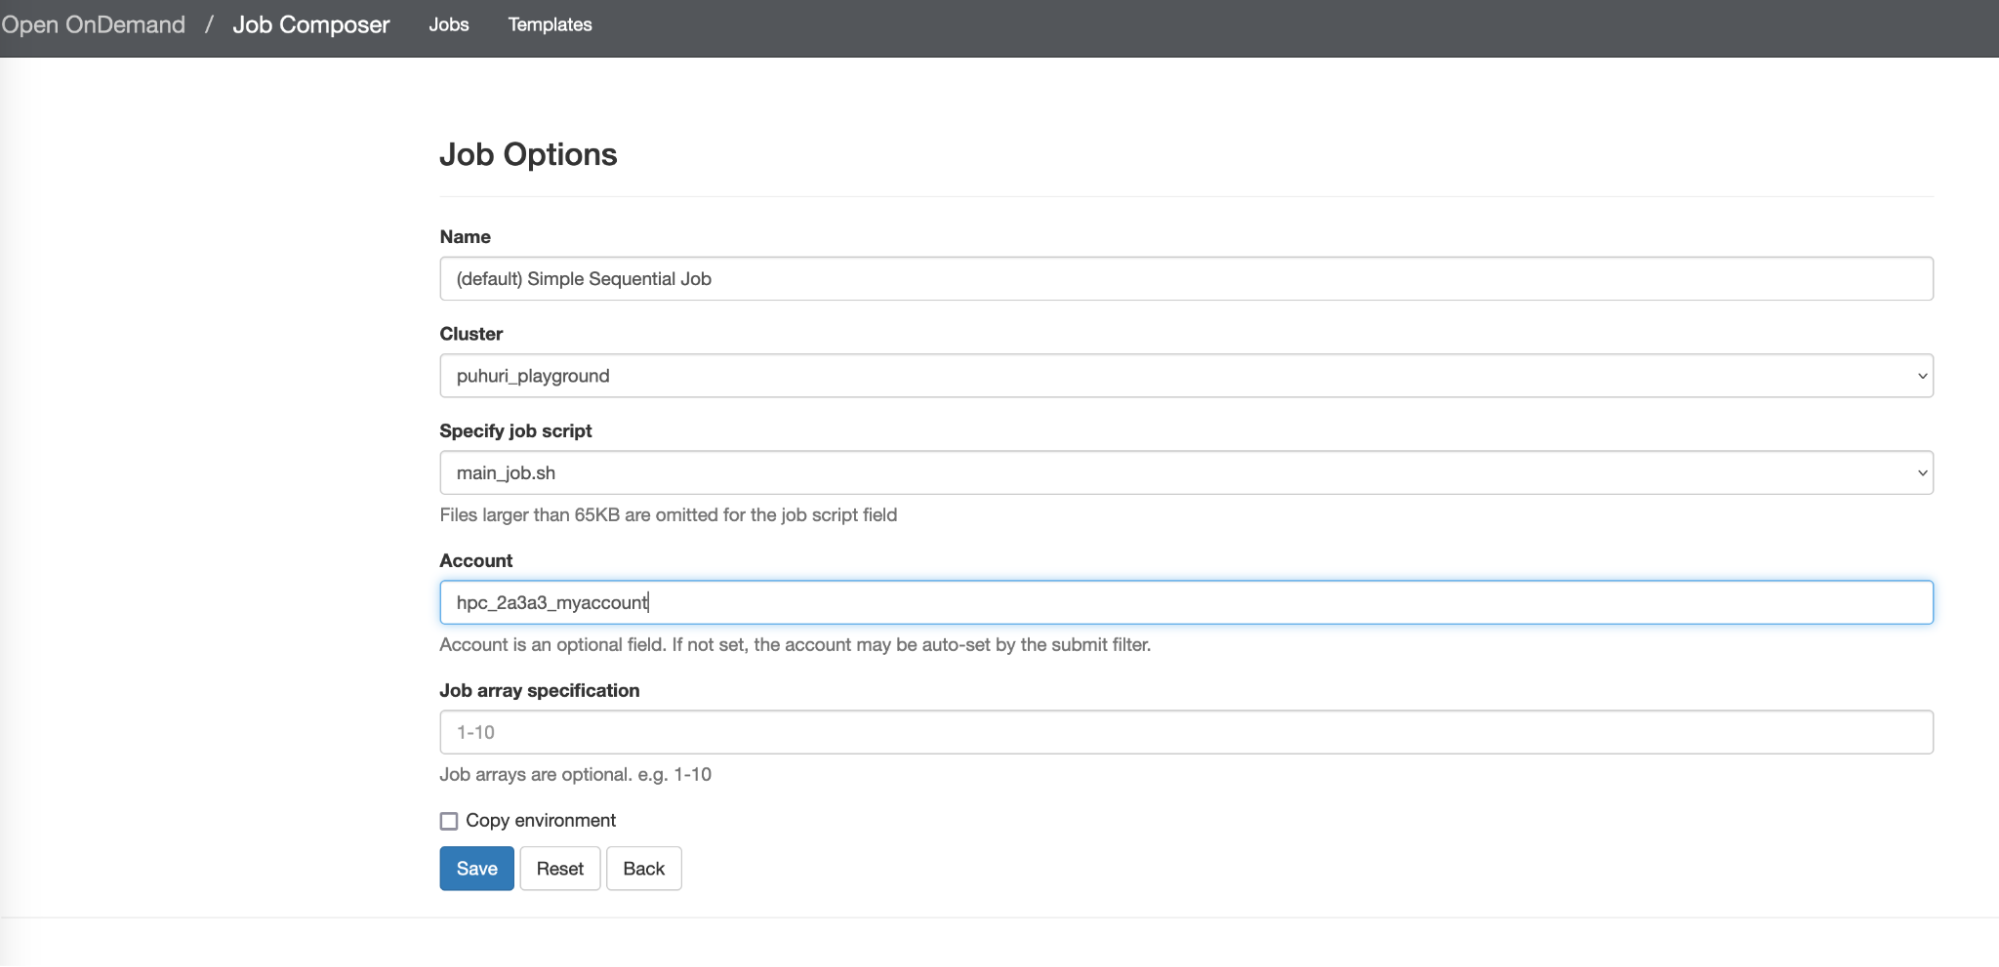 Open OnDemand / Job Composer Jobs Templates
Job Options
Name
(default) Simple Sequential Job
Cluster
puhuri_playground
Specify job script
main_job.sh
Files larger than 65KB are omitted for the job script field
Account
hpc_2a3a3_myaccount
Account is an optional field. If not set, the account may be auto-set by the submit filter.
Job array specification
1-10
Job arrays are optional. e.g. 1-10
Copy environment
Save Reset Back